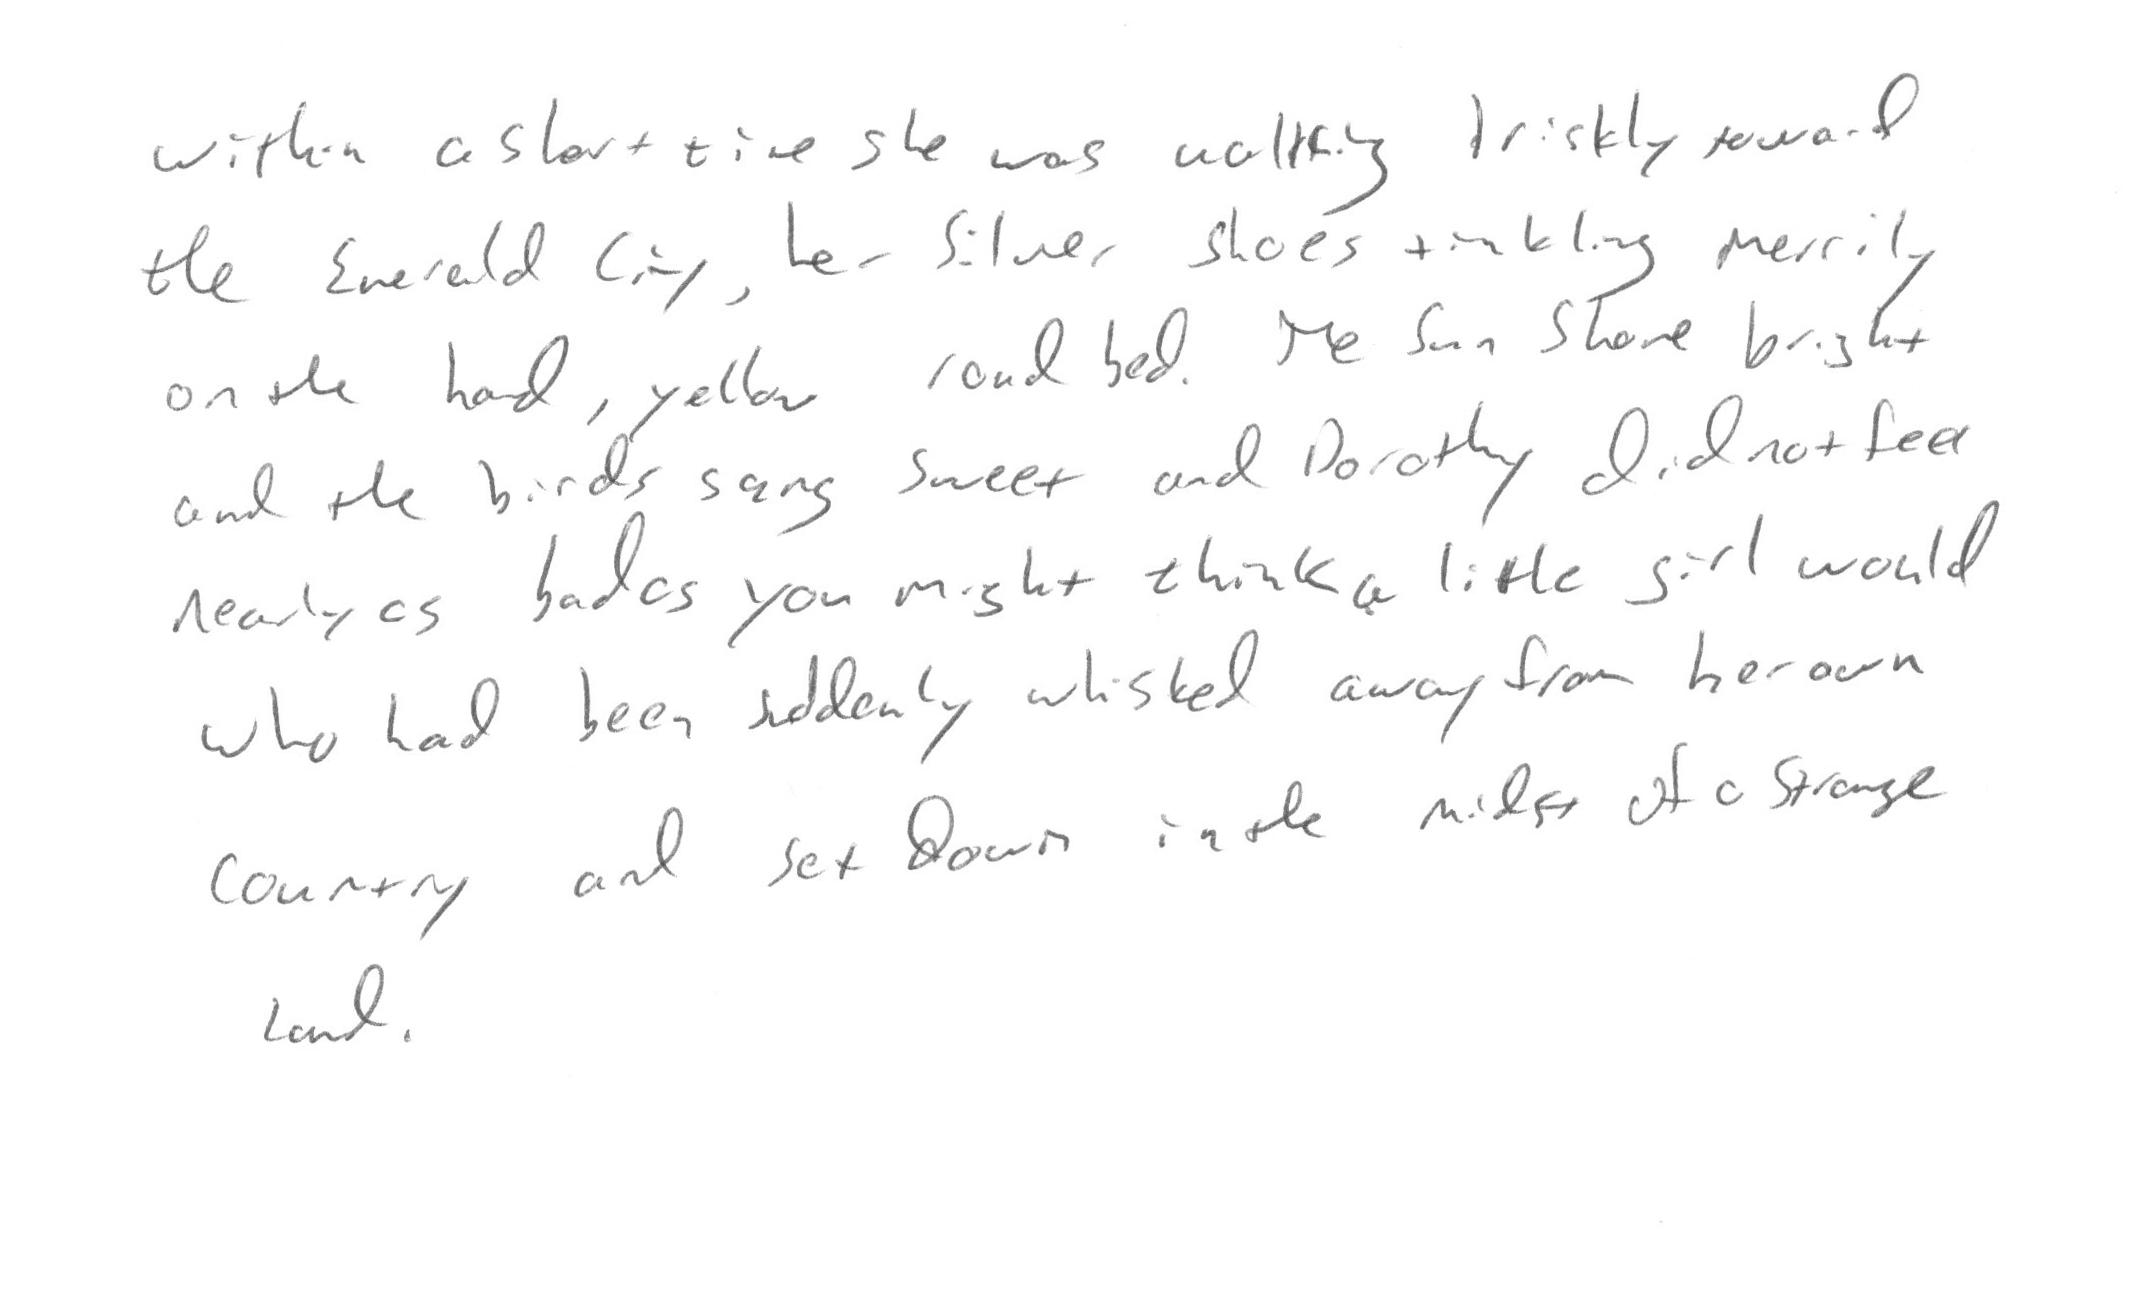 within a short time she was walking briskly toward
the Emerald City, her Silver shoes tinkling merrily
on the hard, yellow road bed. The Sun Shone bright
and the birds sang sweet and Dorothy did not feel
nearly as bad as you might think a little girl would
who had been suddenly whisked away from her own
country and set Down in the midst of a strange
land.